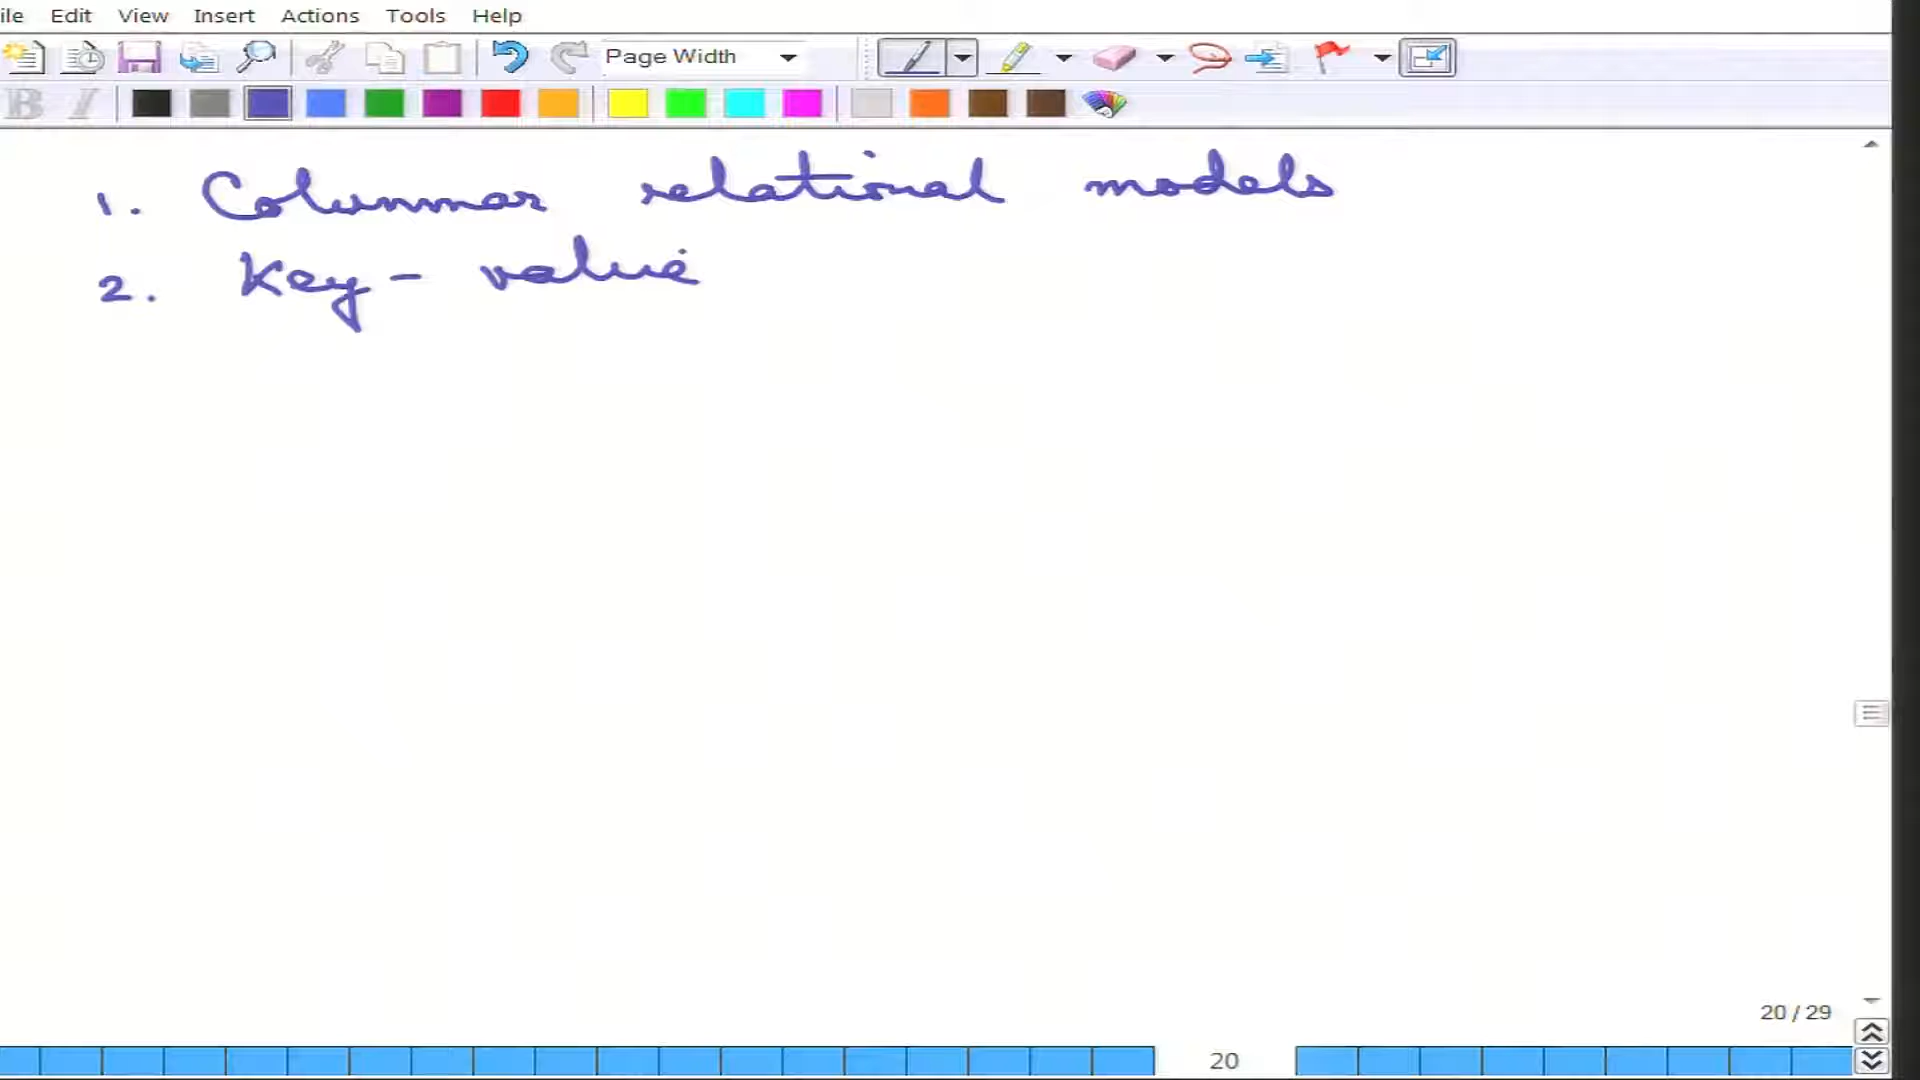 ile Edit View Insert Actions Tools Help
Page Width
B I
1. Columnar relational models
2. Key - value
20 / 29
20